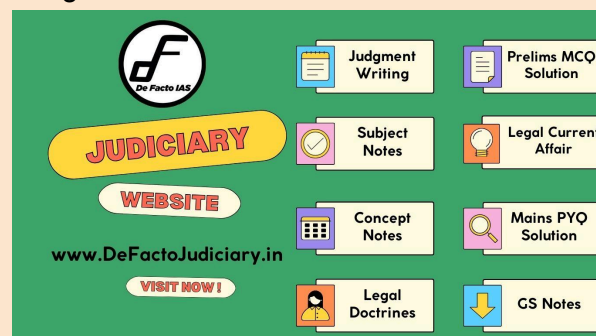 De Facto IAS
JUDICIARY
WEBSITE
www.DeFactoJudiciary.in
VISIT NOW!
Judgment
Writing
Prelims MCQ
Solution
Subject
Notes
Legal Current
Affair
Concept
Notes
Mains PYQ
Solution
Legal
Doctrines
GS Notes